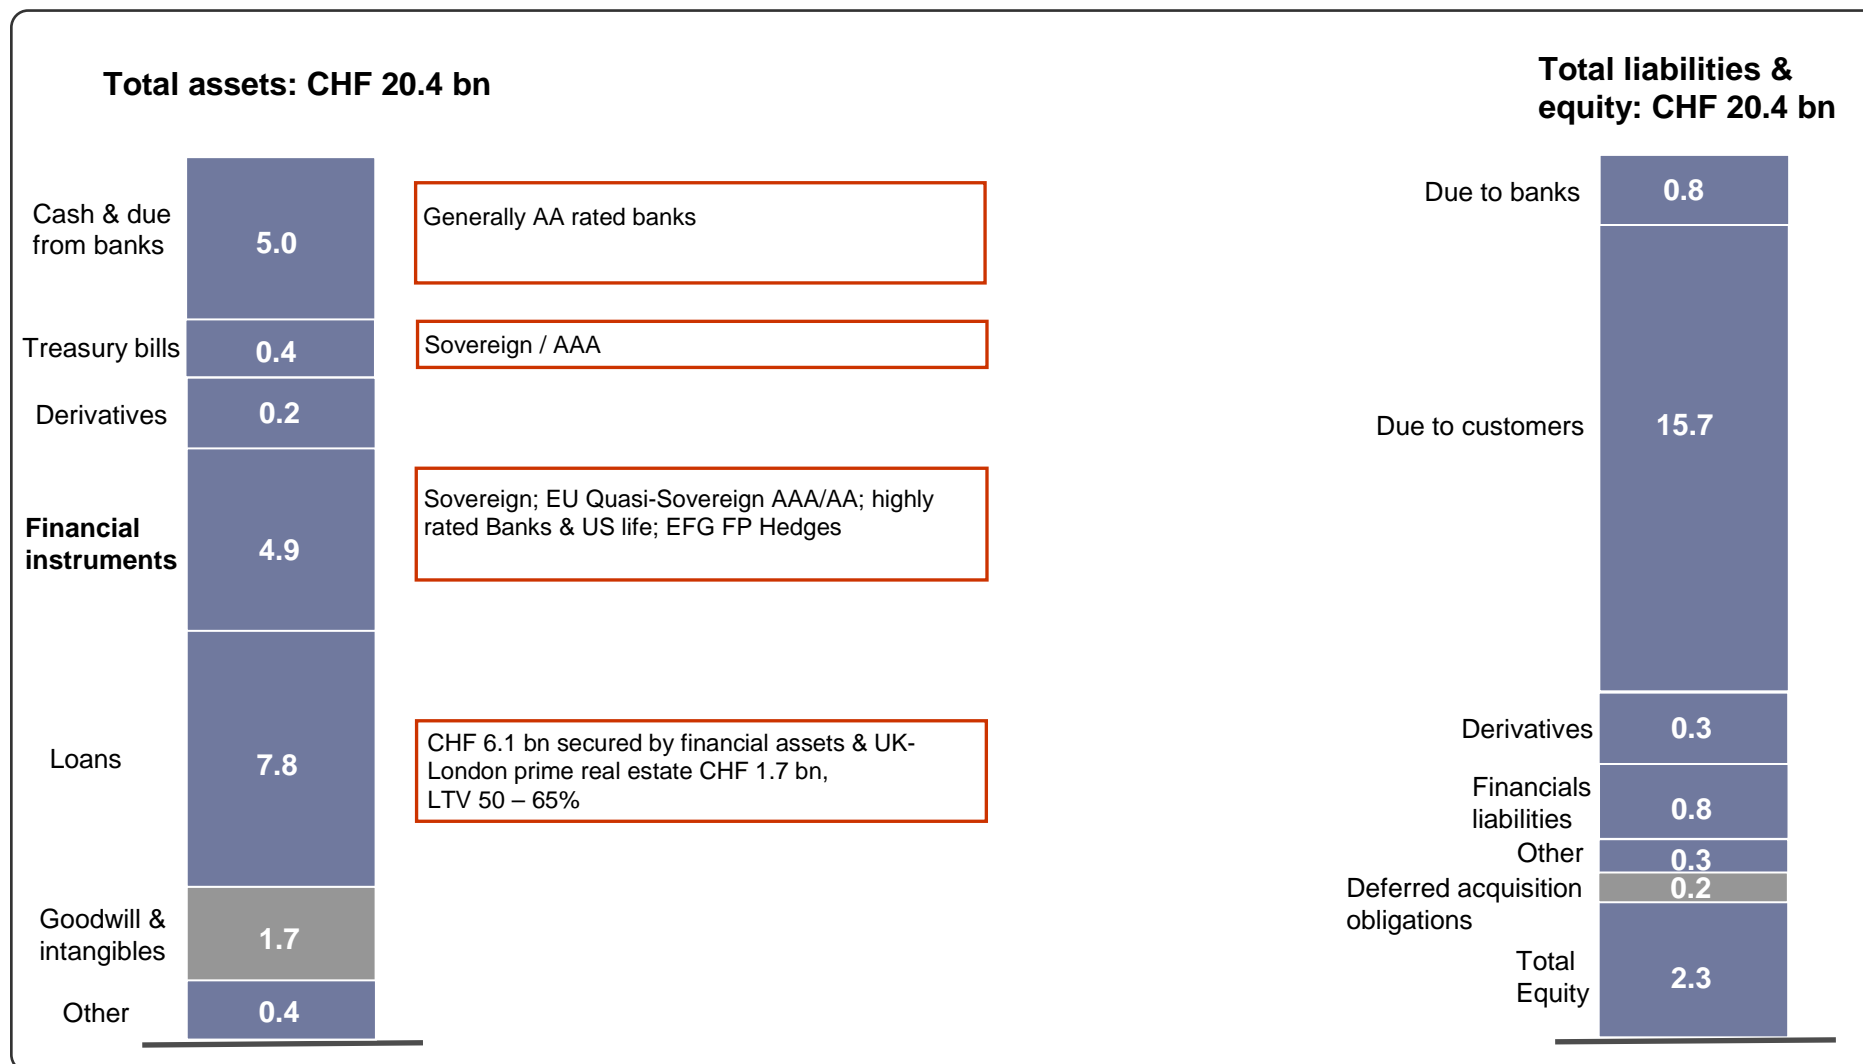 Total assets: CHF 20.4 bn
Cash & due
from banks
5.0
Generally AA rated banks
Treasury bills
0.4
Sovereign / AAA
Derivatives
0.2
Financial
instruments
4.9
Sovereign; EU Quasi-Sovereign AAA/AA; highly
rated Banks & US life; EFG FP Hedges
Loans
7.8
CHF 6.1 bn secured by financial assets & UK-
London prime real estate CHF 1.7 bn,
LTV 50 – 65%
Goodwill &
intangibles
1.7
Other
0.4
Total liabilities &
equity: CHF 20.4 bn
Due to banks
0.8
Due to customers
15.7
Derivatives
0.3
Financials
liabilities
0.8
Other
0.3
Deferred acquisition
obligations
0.2
Total
Equity
2.3